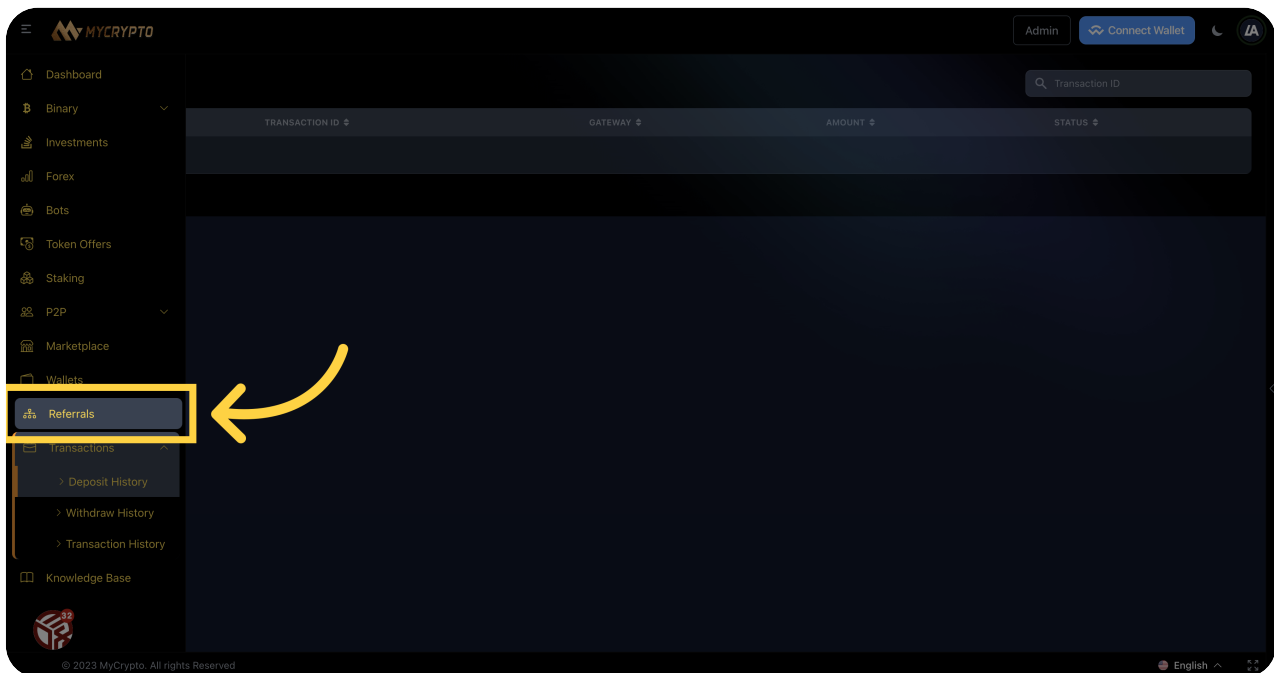 MYCRYPTO
Admin
Connect Wallet
LA
Dashboard
Transaction ID
Binary
TRANSACTION ID GATEWAY AMOUNT STATUS
Investments
Forex
Bots
Token Offers
Staking
P2P
Marketplace
Wallets
Referrals
Transactions
> Deposit History
> Withdraw History
> Transaction History
Knowledge Base
32
© 2023 MyCrypto. All rights Reserved
English